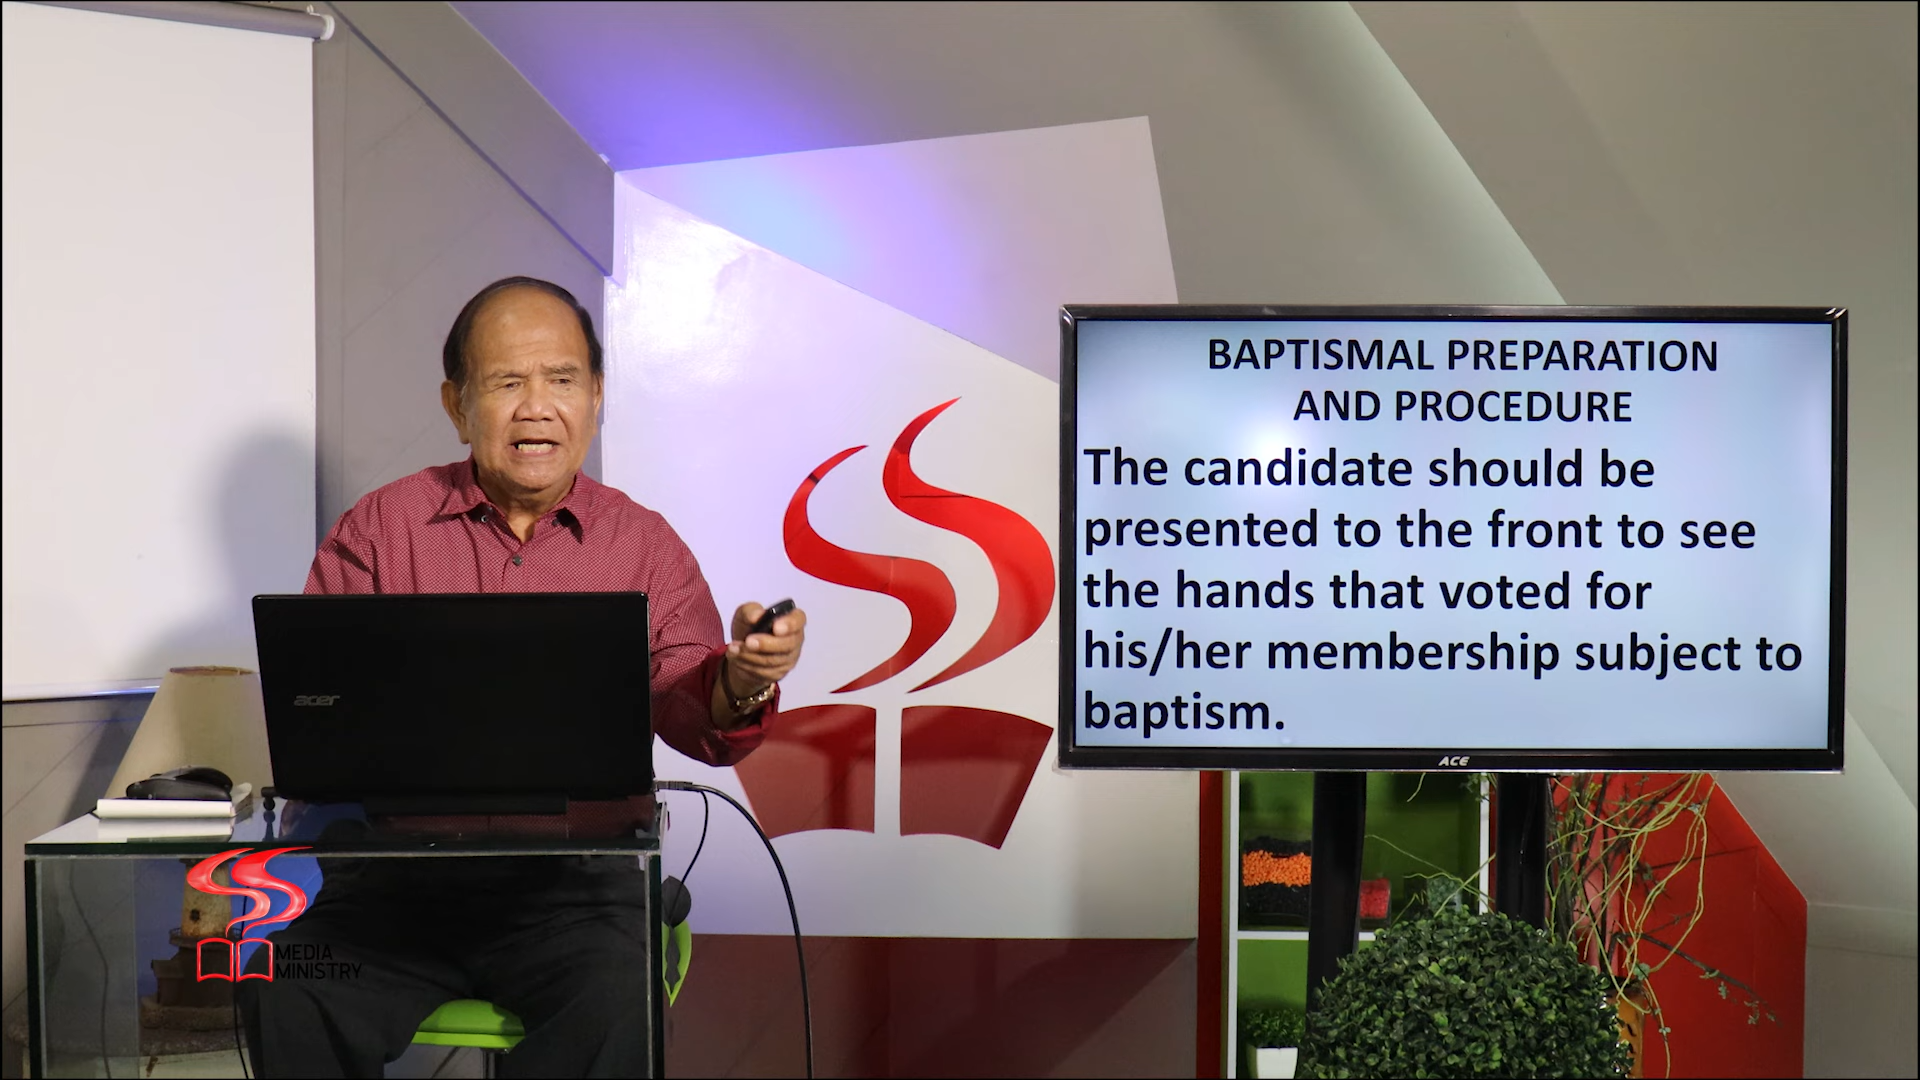 BAPTISMAL PREPARATION
AND PROCEDURE
The candidate should be
presented to the front to see
the hands that voted for
his/her membership subject to
baptism.
ACE
acer
MEDIA
MINISTRY